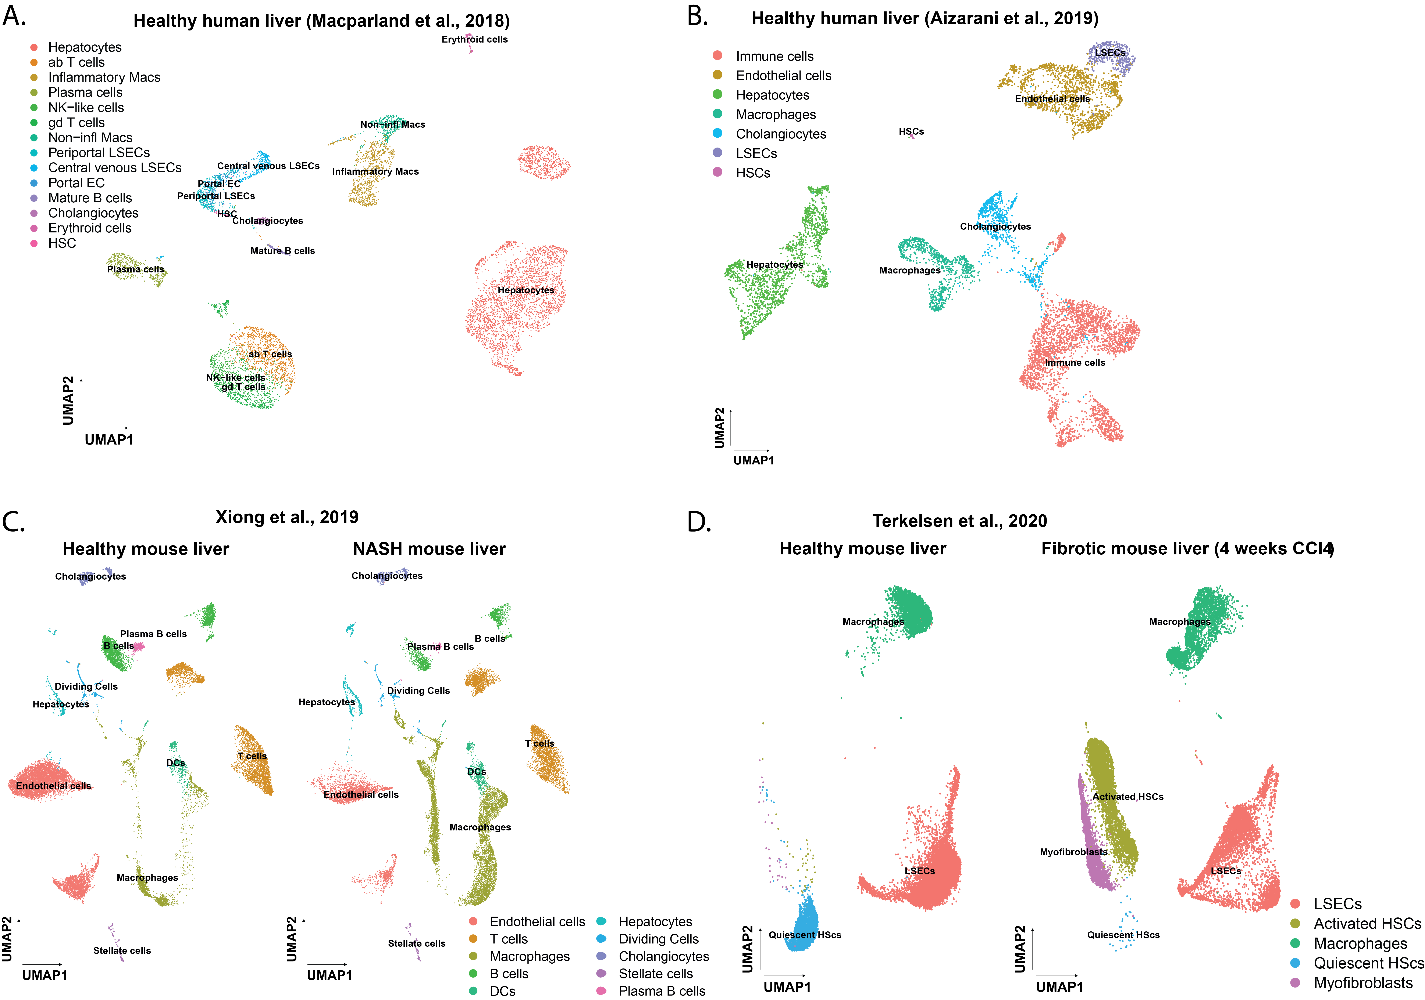 A.
Healthy human liver (Macparland et al., 2018)
Hepatocytes
ab T cells
Inflammatory Macs
Plasma cells
NK−like cells
gd T cells
Non−infl Macs
Periportal LSECs
Central venous LSECs
Portal EC
Mature B cells
Cholangiocytes
Erythroid cells
HSC
Erythroid cells
Non−infl Macs
Central venous LSECs
Inflammatory Macs
Portal EC
Periportal LSECs
HSC
Cholangiocytes
Mature B cells
Plasma cells
Hepatocytes
ab T cells
NK−like cells
gd T cells
UMAP2
UMAP1
B.
Healthy human liver (Aizarani et al., 2019)
Immune cells
Endothelial cells
Hepatocytes
Macrophages
Cholangiocytes
LSECs
HSCs
LSECs
Endothelial cells
HSCs
Cholangiocytes
Hepatocytes
Macrophages
Immune cells
UMAP2
UMAP1
C.
Xiong et al., 2019
Healthy mouse liver
NASH mouse liver
Cholangiocytes
Plasma B cells
B cells
Dividing Cells
Hepatocytes
DCs
T cells
Endothelial cells
Macrophages
Stellate cells
UMAP2
UMAP1
Cholangiocytes
B cells
Plasma B cells
Dividing Cells
Hepatocytes
T cells
DCs
Endothelial cells
Macrophages
Stellate cells
UMAP2
UMAP1
Endothelial cells
T cells
Macrophages
B cells
DCs
Hepatocytes
Dividing Cells
Cholangiocytes
Stellate cells
Plasma B cells
D.
Terkelsen et al., 2020
Healthy mouse liver
Fibrotic mouse liver (4 weeks CCl4)
Macrophages
LSECs
Quiescent HScs
UMAP2
UMAP1
Macrophages
Activated HSCs
Myofibroblasts
LSECs
Quiescent HScs
UMAP2
UMAP1
LSECs
Activated HSCs
Macrophages
Quiescent HSCs
Myofibroblasts